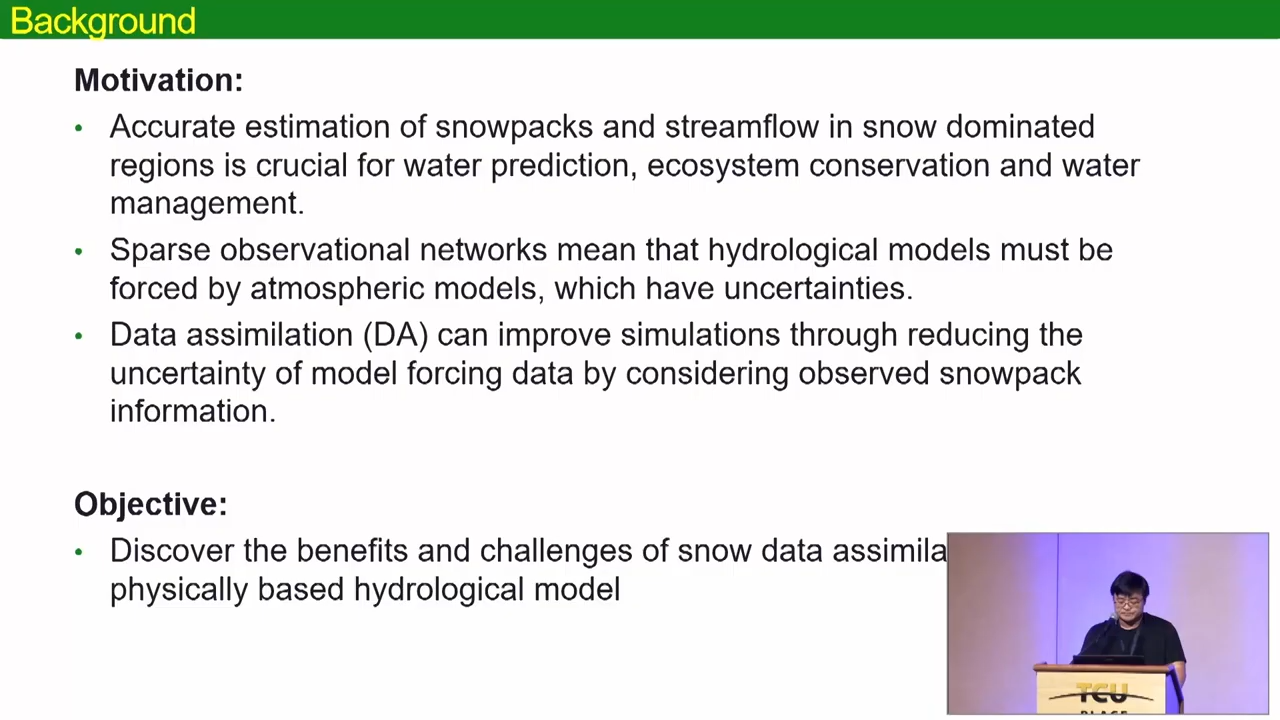 Background
Motivation:
• Accurate estimation of snowpacks and streamflow in snow dominated
regions is crucial for water prediction, ecosystem conservation and water
management.
• Sparse observational networks mean that hydrological models must be
forced by atmospheric models, which have uncertainties.
• Data assimilation (DA) can improve simulations through reducing the
uncertainty of model forcing data by considering observed snowpack
information.
Objective:
• Discover the benefits and challenges of snow data assimila
physically based hydrological model
TCU
PLACE